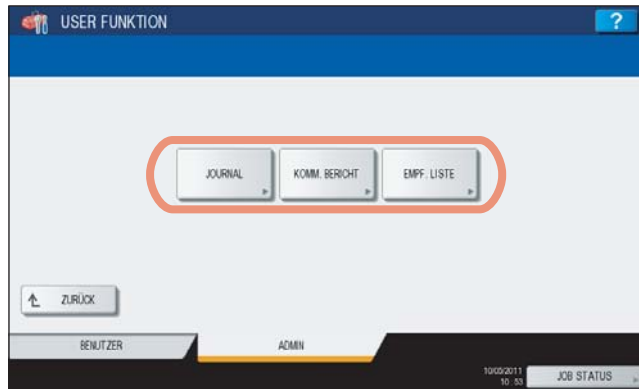 USER FUNKTION
?
JOURNAL
KOMM. BERICHT
EMPF. LISTE
ZURÜCK
BENUTZER
ADMIN
10/03/2011
10 53
JOB STATUS